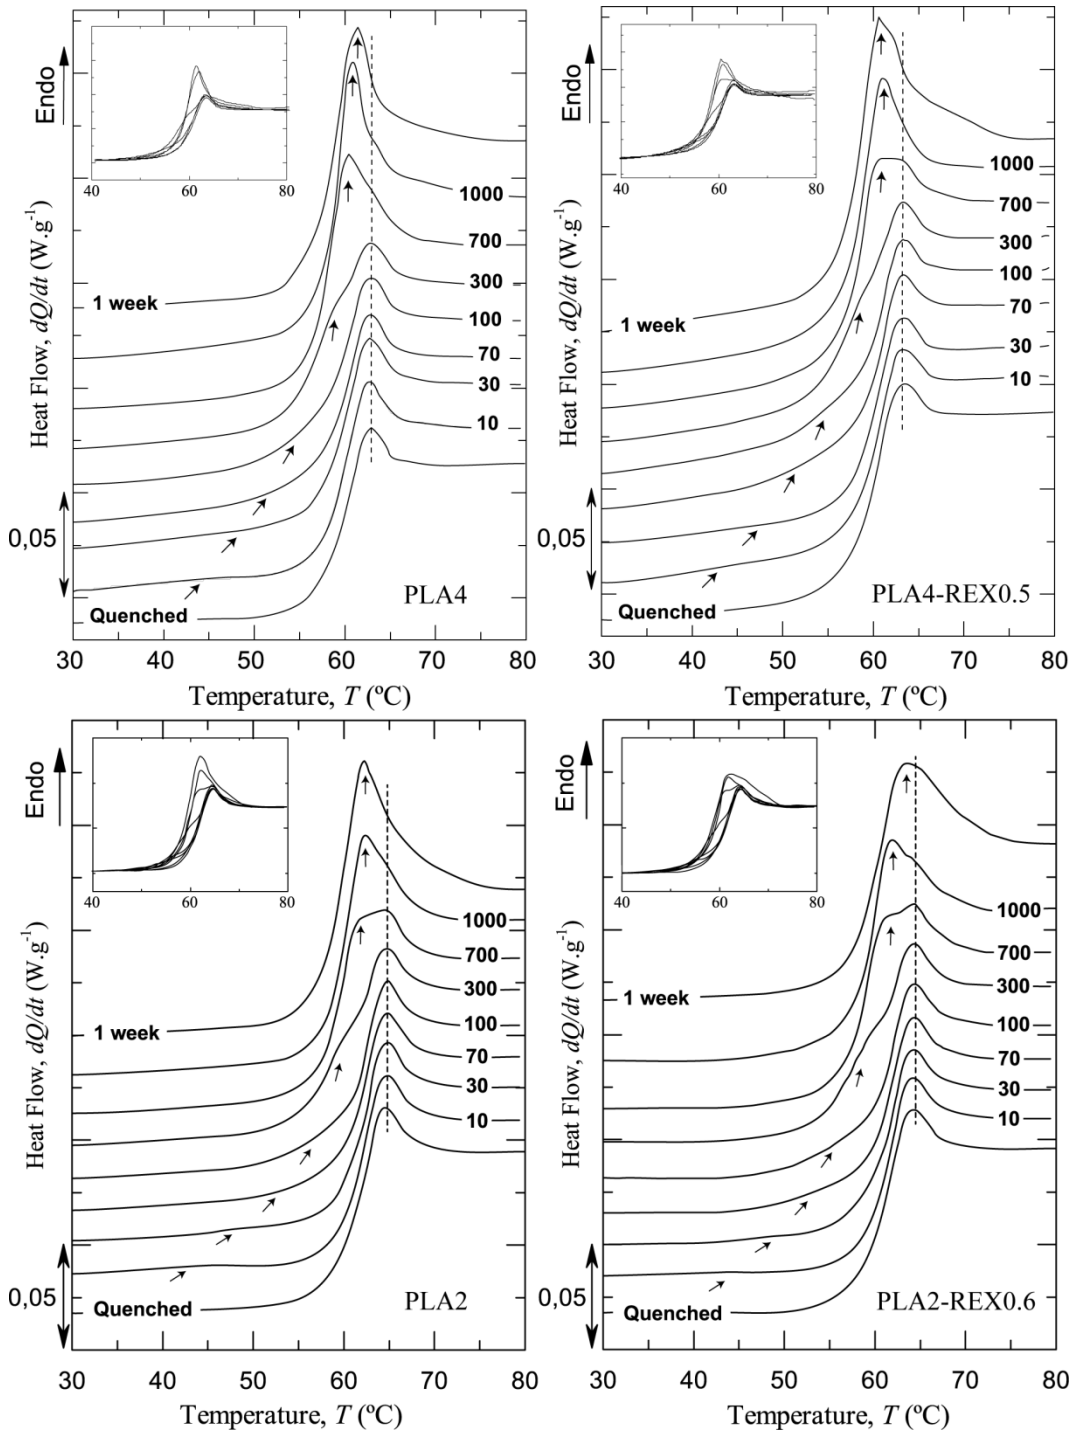 40 60 80
Endo
Heat Flow, dQ/dt (W.g-1)
0,05
1000
700
300
100
70
30
10
1 week
Quenched
PLA4
30 40 50 60 70 80
Temperature, T (ºC)
40 60 80
Endo
Heat Flow, dQ/dt (W.g-1)
0,05
1000
700
300
100
70
30
10
1 week
Quenched
PLA4-REX0.5
30 40 50 60 70 80
Temperature, T (ºC)
40 60 80
Endo
Heat Flow, dQ/dt (W.g-1)
0,05
1000
700
300
100
70
30
10
1 week
Quenched
PLA2
30 40 50 60 70 80
Temperature, T (ºC)
40 60 80
Endo
Heat Flow, dQ/dt (W.g-1)
0,05
1000
700
300
100
70
30
10
1 week
Quenched
PLA2-REX0.6
30 40 50 60 70 80
Temperature, T (ºC)